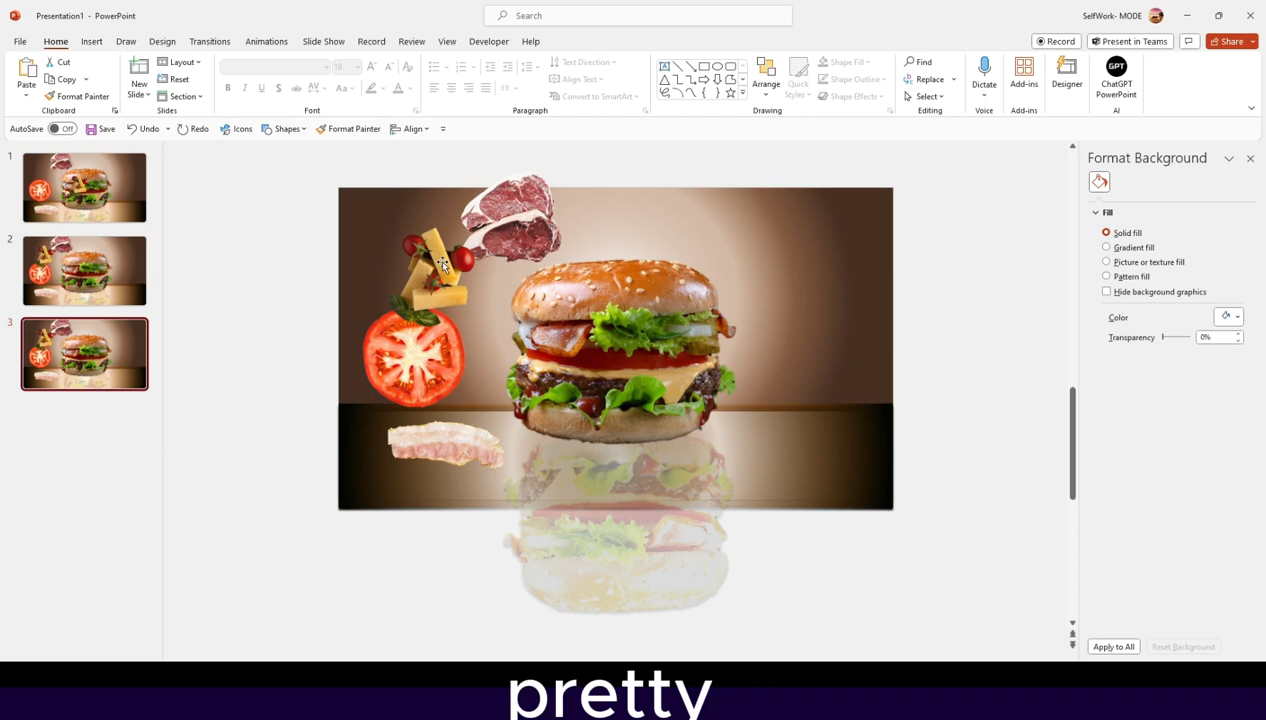 Presentation1 - PowerPoint
Search
SelfWork- MODE
File Home Insert Draw Design Transitions Animations Slide Show Record Review View Developer Help
Record
Present in Teams
Share
Paste
Cut
Copy
Format Painter
Clipboard
New Slide
Layout
Reset
Section
Slides
18
B I U S ab AV Aa A
Font
Text Direction
Align Text
Convert to SmartArt
Paragraph
Arrange
Quick Styles
Shape Fill
Shape Outline
Shape Effects
Drawing
Find
Replace
Select
Editing
Dictate
Voice
Add-ins
Add-ins
Designer
GPT
ChatGPT PowerPoint
AI
AutoSave Off Save Undo Redo Icons Shapes Format Painter Align
1
2
3
Format Background
Fill
Solid fill
Gradient fill
Picture or texture fill
Pattern fill
Hide background graphics
Color
Transparency 0%
Apply to All
Reset Background
pretty